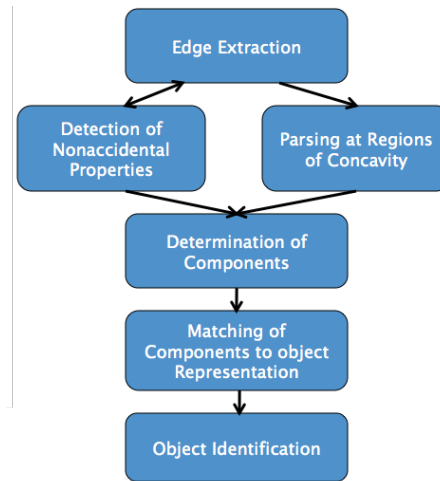 Edge Extraction
Detection of
Nonaccidental
Properties
Parsing at Regions
of Concavity
Determination of
Components
Matching of
Components to object
Representation
Object Identification